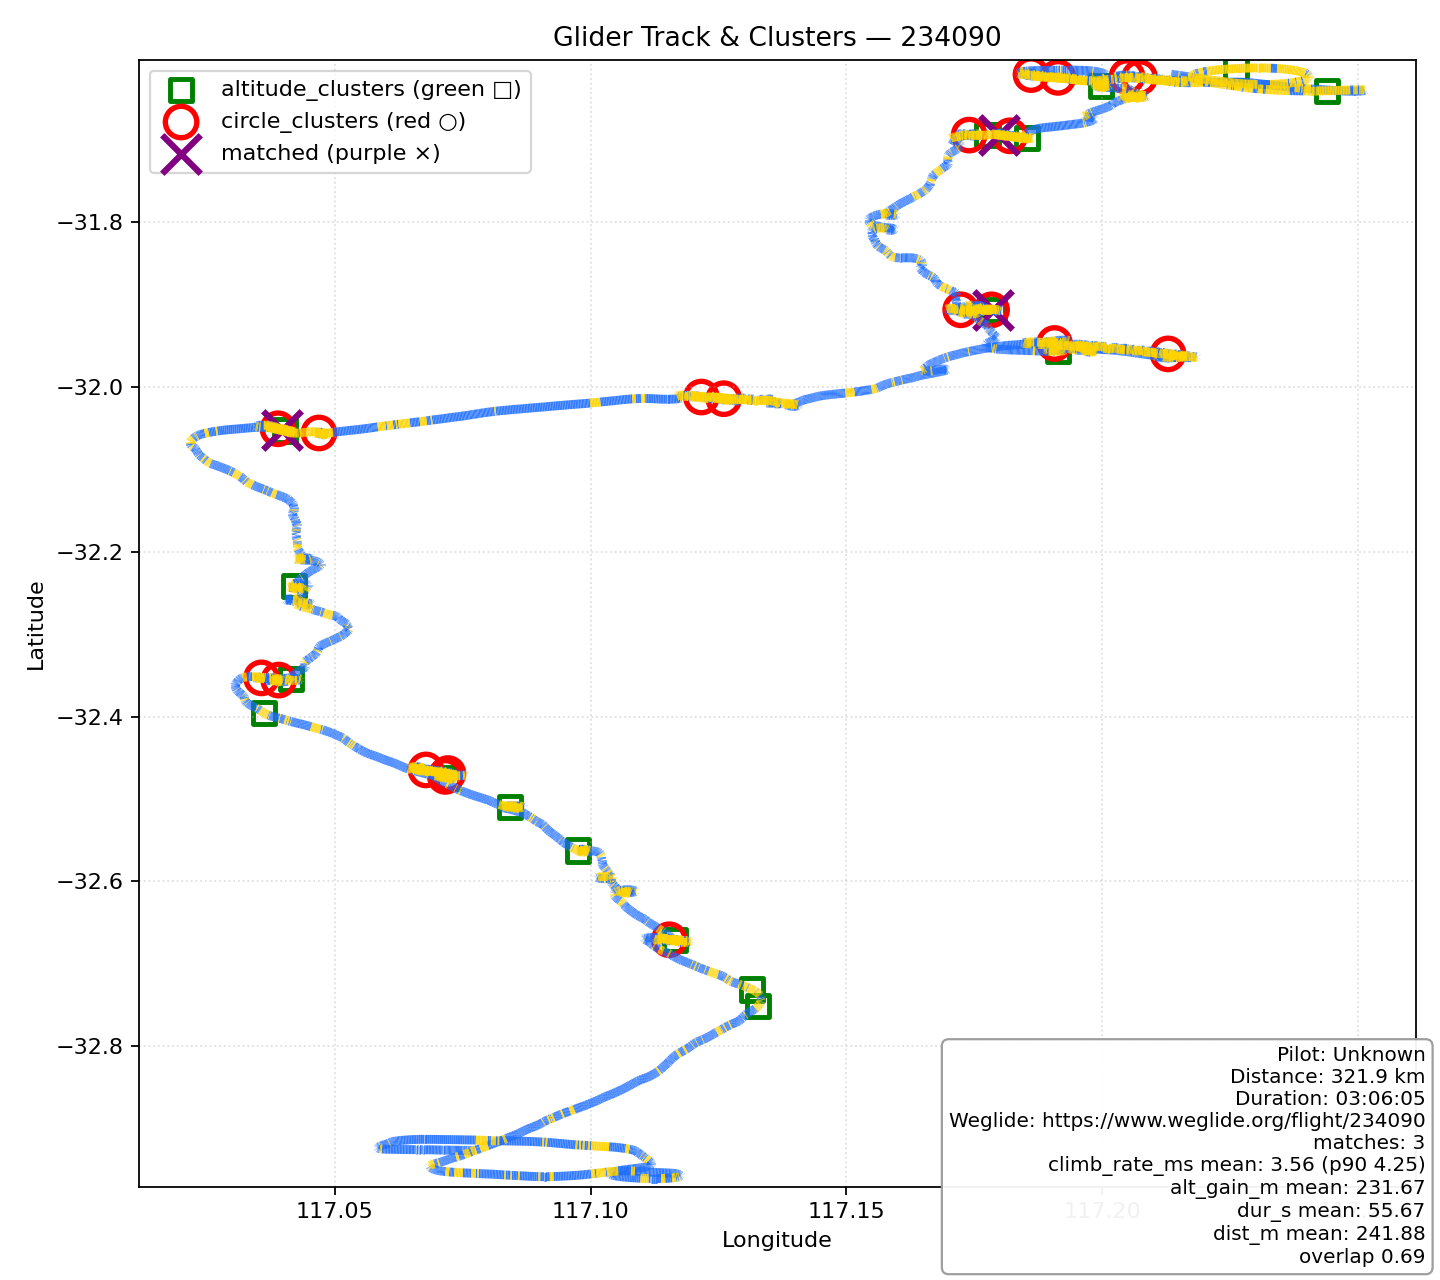 Glider Track & Clusters — 234090
altitude_clusters (green □)
circle_clusters (red ○)
matched (purple ×)
−31.8
−32.0
−32.2
−32.4
−32.6
−32.8
Latitude
117.05
117.10
117.15
117.20
Longitude
Pilot: Unknown
Distance: 321.9 km
Duration: 03:06:05
Weglide: https://www.weglide.org/flight/234090
matches: 3
climb_rate_ms mean: 3.56 (p90 4.25)
alt_gain_m mean: 231.67
dur_s mean: 55.67
dist_m mean: 241.88
overlap 0.69